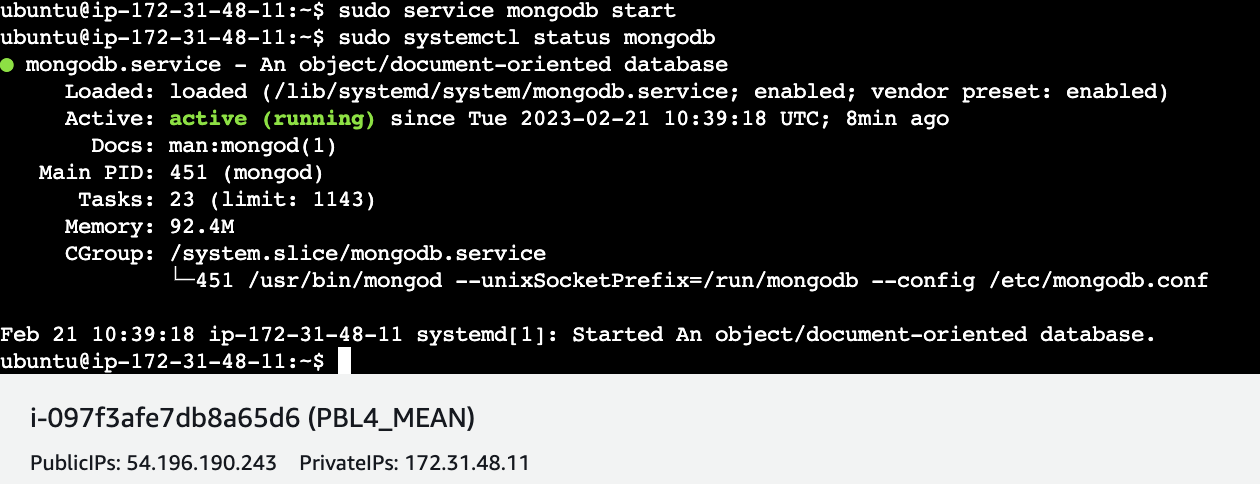 ubuntu@ip-172-31-48-11:~$ sudo service mongodb start
ubuntu@ip-172-31-48-11:~$ sudo systemctl status mongodb
● mongodb.service - An object/document-oriented database
     Loaded: loaded (/lib/systemd/system/mongodb.service; enabled; vendor preset: enabled)
     Active: active (running) since Tue 2023-02-21 10:39:18 UTC; 8min ago
       Docs: man:mongod(1)
   Main PID: 451 (mongod)
      Tasks: 23 (limit: 1143)
     Memory: 92.4M
     CGroup: /system.slice/mongodb.service
             └─451 /usr/bin/mongod --unixSocketPrefix=/run/mongodb --config /etc/mongodb.conf
Feb 21 10:39:18 ip-172-31-48-11 systemd[1]: Started An object/document-oriented database.
ubuntu@ip-172-31-48-11:~$
i-097f3afe7db8a65d6 (PBL4_MEAN)
PublicIPs: 54.196.190.243 PrivateIPs: 172.31.48.11